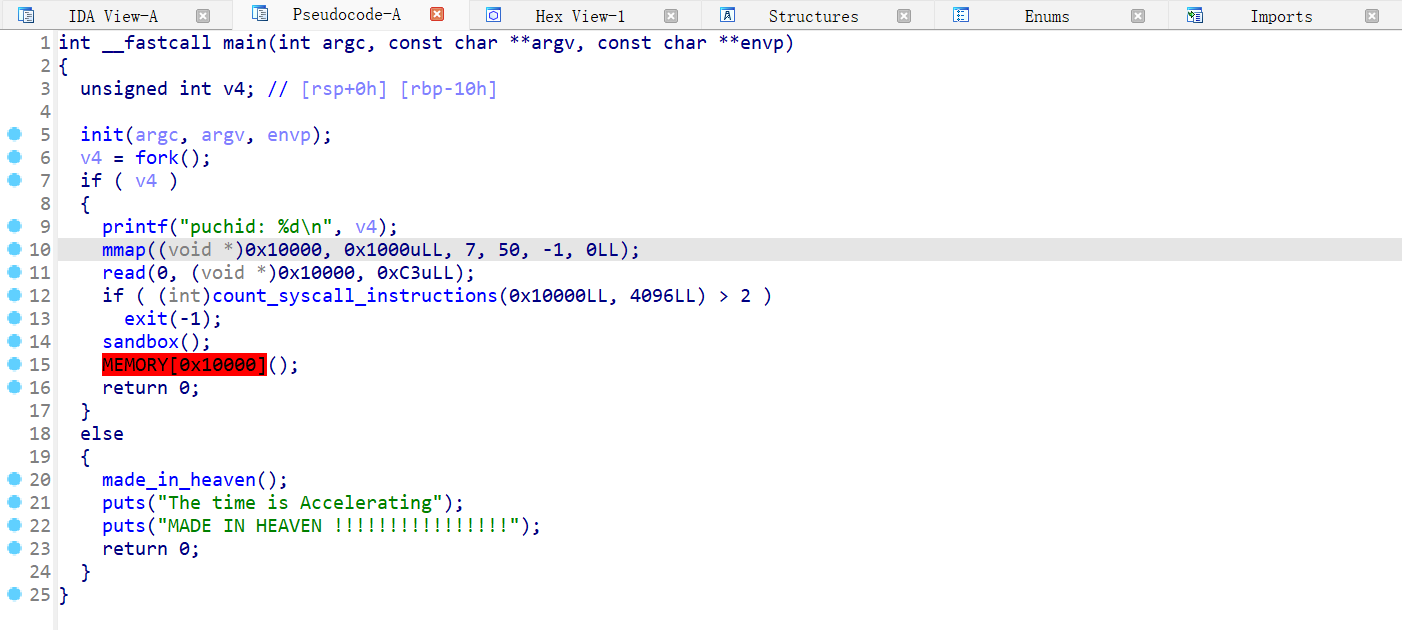 IDA View-A Pseudocode-A Hex View-1 Structures Enums Imports
1 int __fastcall main(int argc, const char **argv, const char **envp)
2 {
3   unsigned int v4; // [rsp+0h] [rbp-10h]
4
5   init(argc, argv, envp);
6   v4 = fork();
7   if ( v4 )
8   {
9     printf("puchid: %d\n", v4);
10     mmap((void *)0x10000, 0x1000uLL, 7, 50, -1, 0LL);
11     read(0, (void *)0x10000, 0xC3uLL);
12     if ( (int)count_syscall_instructions(0x10000LL, 4096LL) > 2 )
13       exit(-1);
14     sandbox();
15     MEMORY[0x10000]();
16     return 0;
17   }
18   else
19   {
20     made_in_heaven();
21     puts("The time is Accelerating");
22     puts("MADE IN HEAVEN !!!!!!!!!!!!!!!!");
23     return 0;
24   }
25 }